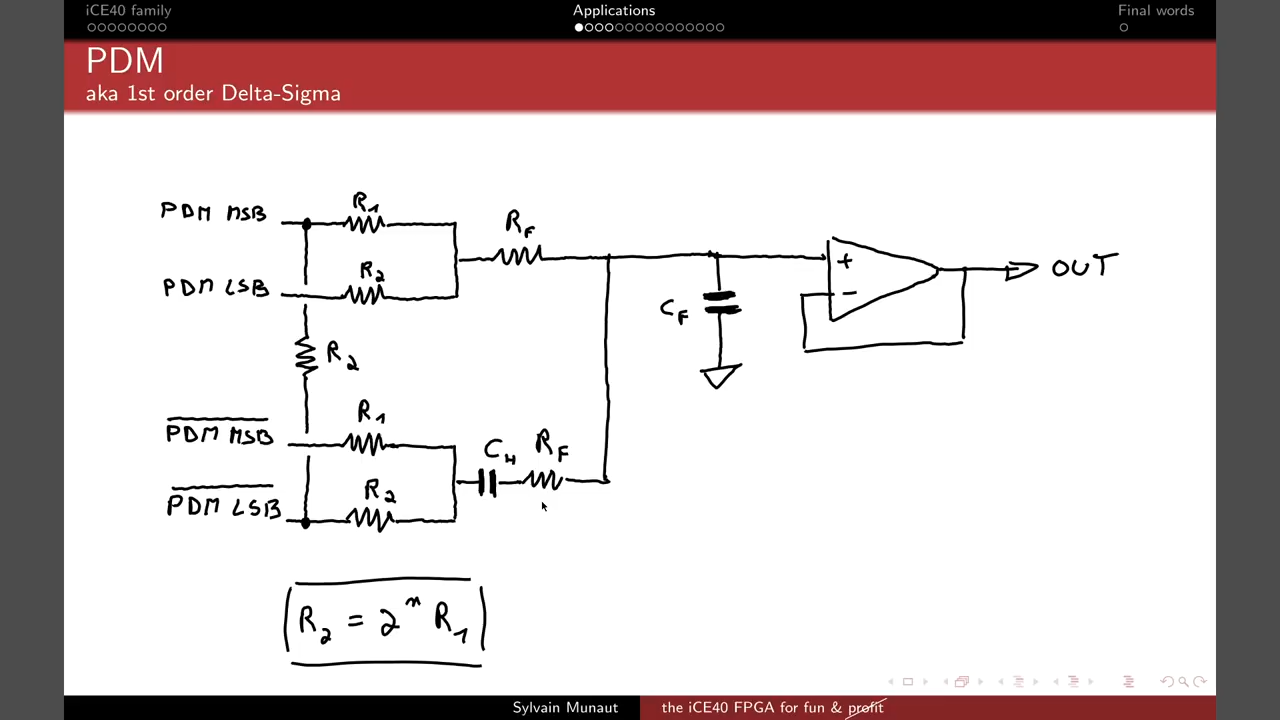 iCE40 family
Applications
Final words
PDM
aka 1st order Delta-Sigma
PDM MSB
R1
PDM LSB
R2
RF
R2
CF
+
−
OUT
PDM MSB
R1
PDM LSB
R2
CH
RF
R2 = 2^n R1
Sylvain Munaut
the iCE40 FPGA for fun & profit